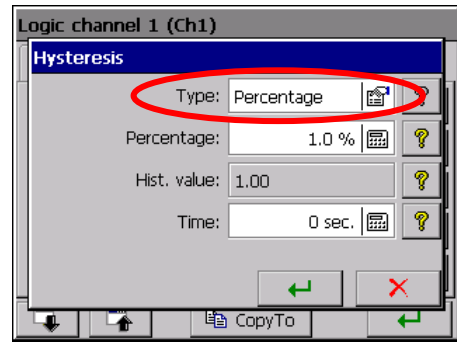 Logic channel 1 (Ch1)
Hysteresis
Type: Percentage ?
Percentage: 1.0 % ?
Hist. value: 1.00 ?
Time: 0 sec. ?
CopyTo